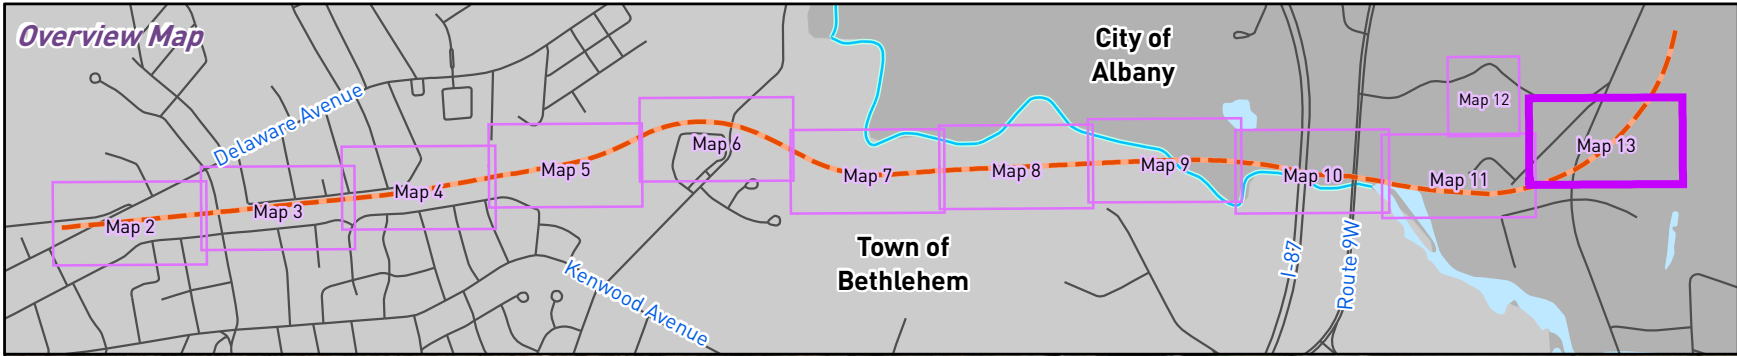 Overview Map
City of
Albany
Delaware Avenue
Map 2
Map 3
Map 4
Map 5
Map 6
Map 7
Map 8
Map 9
Map 10
Map 11
Map 12
Map 13
Town of
Bethlehem
Kenwood Avenue
I-87
Route 9W